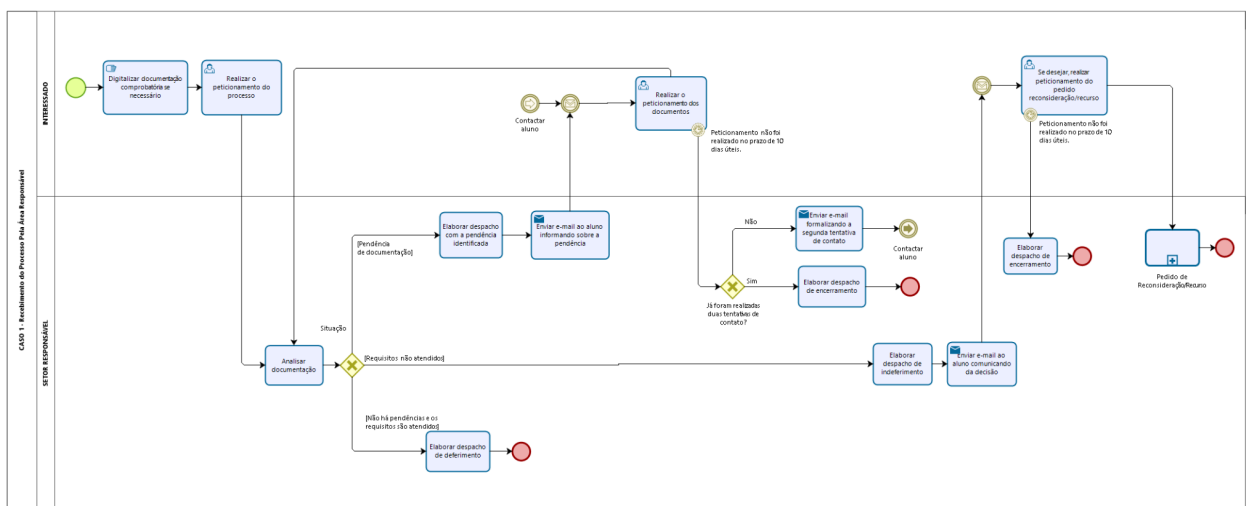 CASO 1 - Recebimento do Processo Pela Área Responsável
INTERESSADO
Digitalizar documentação
comprobatória se
necessário
Realizar o
peticionamento do
processo
Contactar
aluno
Realizar o
peticionamento dos
documentos
Peticionamento não foi
realizado no prazo de 10
dias úteis.
Se desejar, realizar
peticionamento do
pedido
reconsideração/recurso
Peticionamento não foi
realizado no prazo de 10
dias úteis.
SETOR RESPONSÁVEL
Elaborar despacho
com a pendência
identificada
Enviar e-mail ao aluno
informando sobre a
pendência
[Pendência
de documentação]
Não
Enviar e-mail
formalizando a
segunda tentativa
de contato
Contactar
aluno
Sim
Elaborar despacho
de encerramento
Já foram realizadas
duas tentativas de
contato?
Elaborar
despacho de
encerramento
Pedido de
Reconsideração/Recurso
Situação
Analisar
documentação
[Requisitos não atendidos]
Elaborar
despacho de
indeferimento
Enviar e-mail ao
aluno comunicando
da decisão
[Não há pendências e os
requisitos são atendidos]
Elaborar despacho
de deferimento